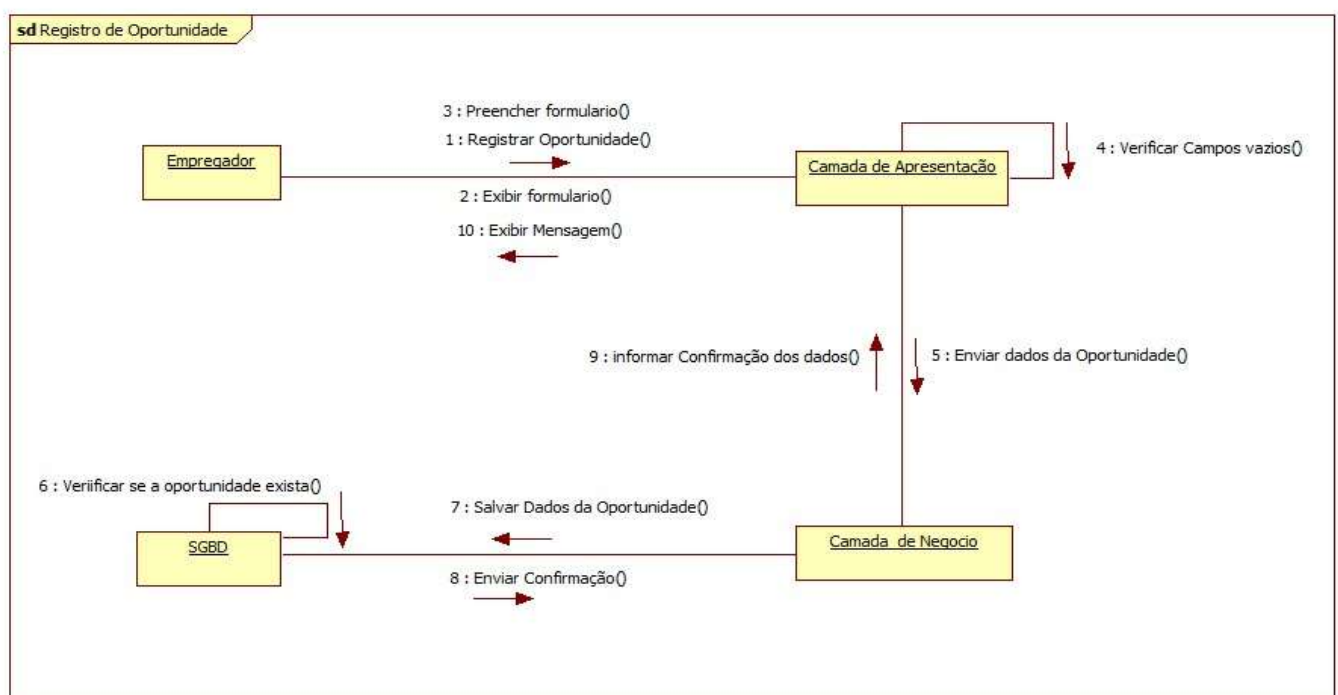 sd Registro de Oportunidade
3 : Preencher formulario()
1 : Registrar Oportunidade()
Empregador
Camada de Apresentação
4 : Verificar Campos vazios()
2 : Exibir formulario()
10 : Exibir Mensagem()
9 : informar Confirmação dos dados()
5 : Enviar dados da Oportunidade()
6 : Veriificar se a oportunidade exista()
7 : Salvar Dados da Oportunidade()
SGBD
Camada de Negocio
8 : Enviar Confirmação()